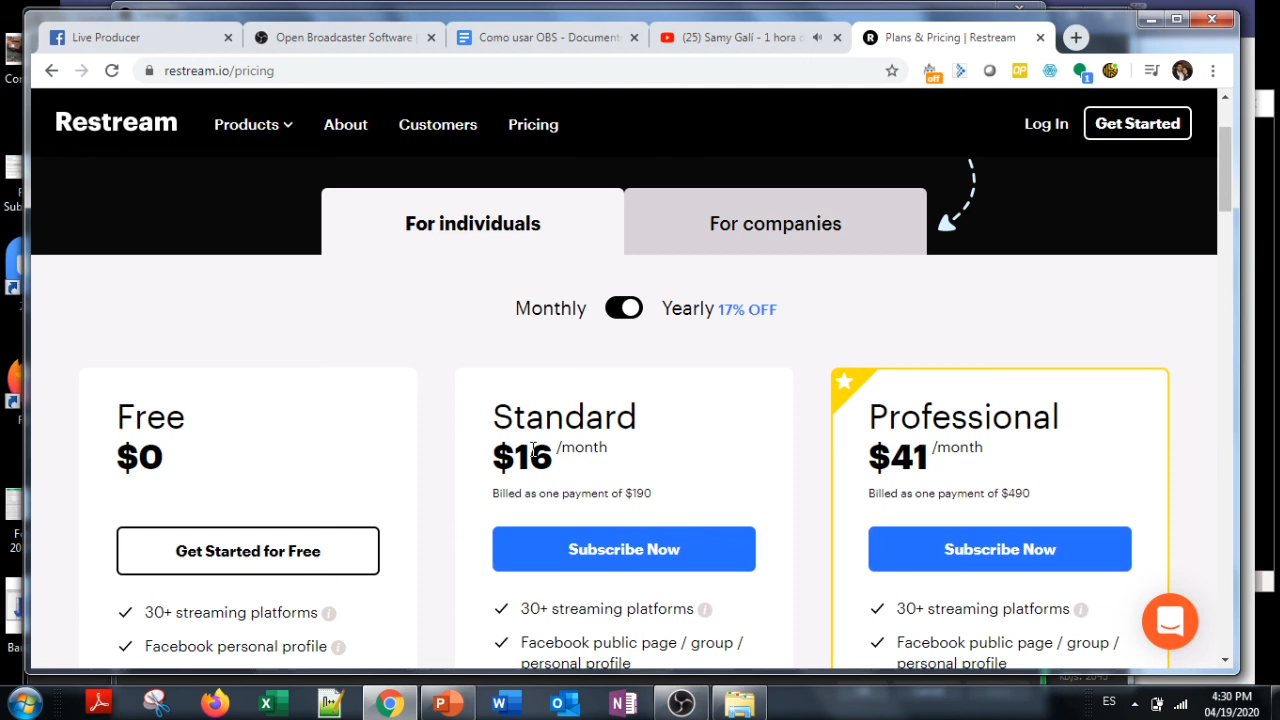 Live Producer
Open Broadcaster Software
Como usar OBS - Document
(25) Samy Galí - 1 hora
Plans & Pricing | Restream
restream.io/pricing
off
OP
1
Restream
Products
About
Customers
Pricing
Log In
Get Started
For individuals
For companies
Monthly
Yearly 17% OFF
Free
$0
Get Started for Free
30+ streaming platforms
Facebook personal profile
Standard
$16 /month
Billed as one payment of $190
Subscribe Now
30+ streaming platforms
Facebook public page / group /
personal profile
Professional
$41 /month
Billed as one payment of $490
Subscribe Now
30+ streaming platforms
Facebook public page / group /
personal profile
ES
4:30 PM
04/19/2020